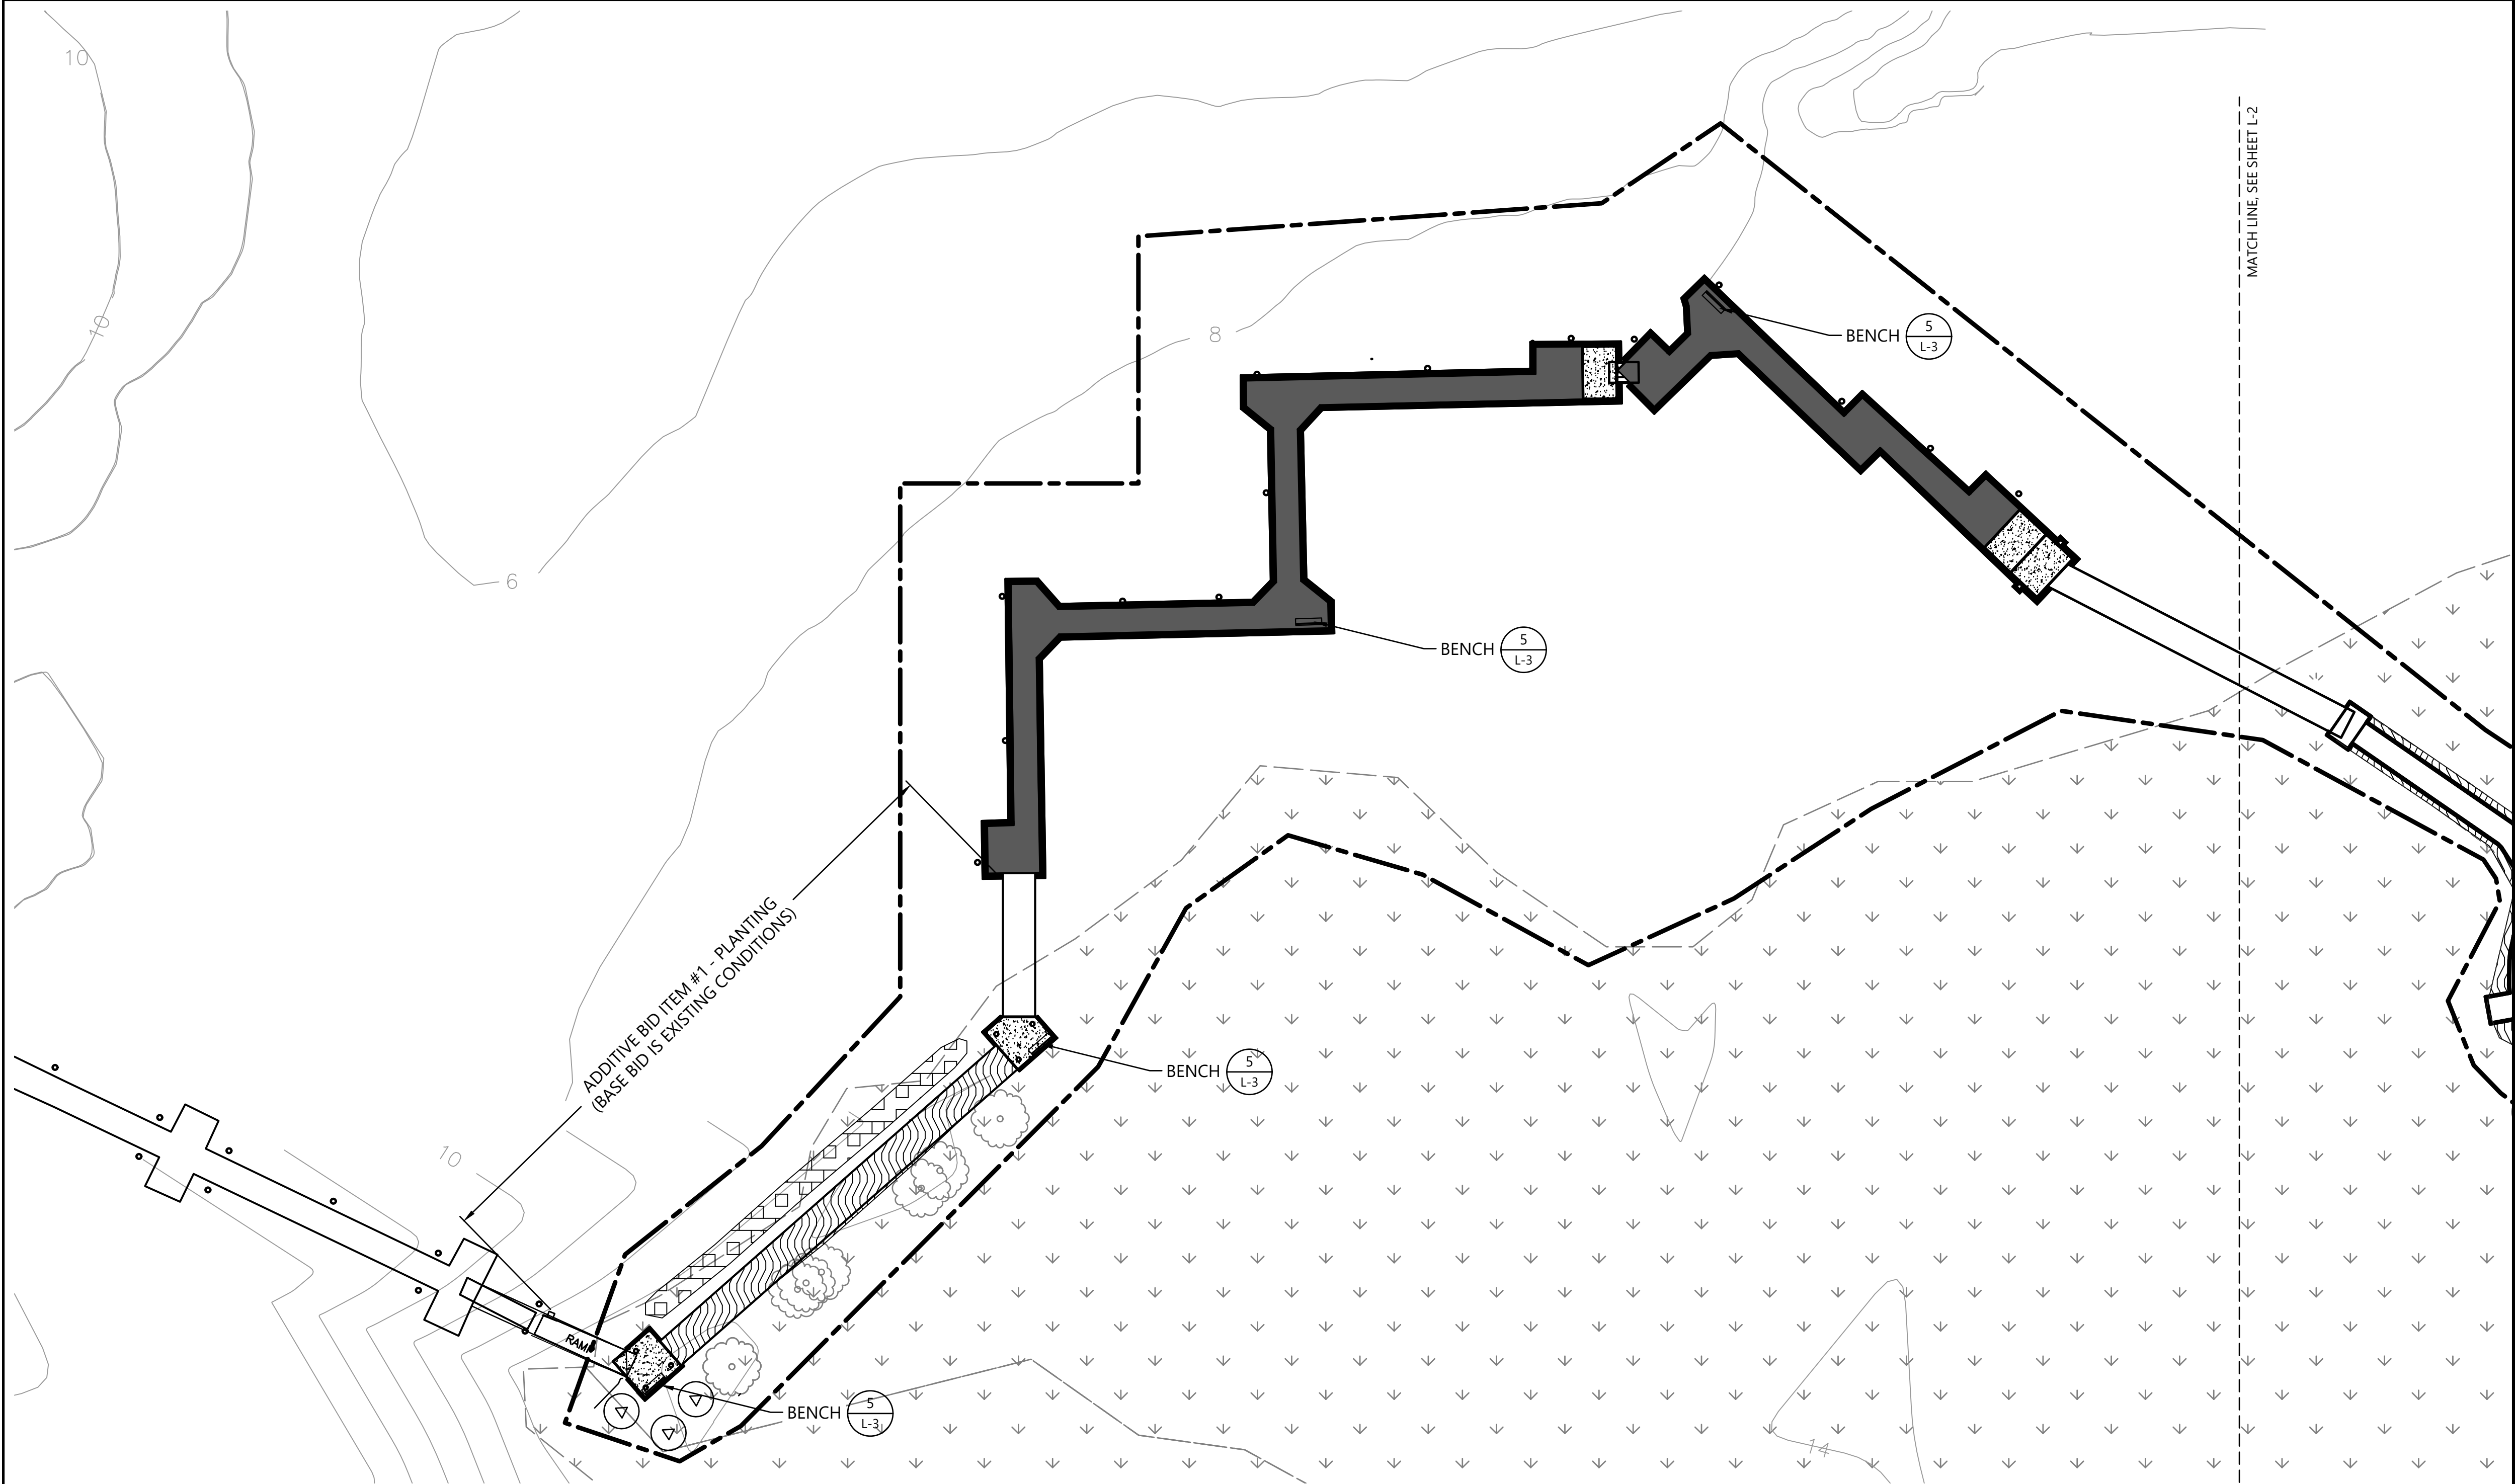 10
MATCH LINE, SEE SHEET L-2
10
8
BENCH
5
L-3
6
BENCH
5
L-3
ADDITIVE BID ITEM #1 - PLANTING
(BASE BID IS EXISTING CONDITIONS)
BENCH
5
L-3
10
RAMP
BENCH
5
L-3
14